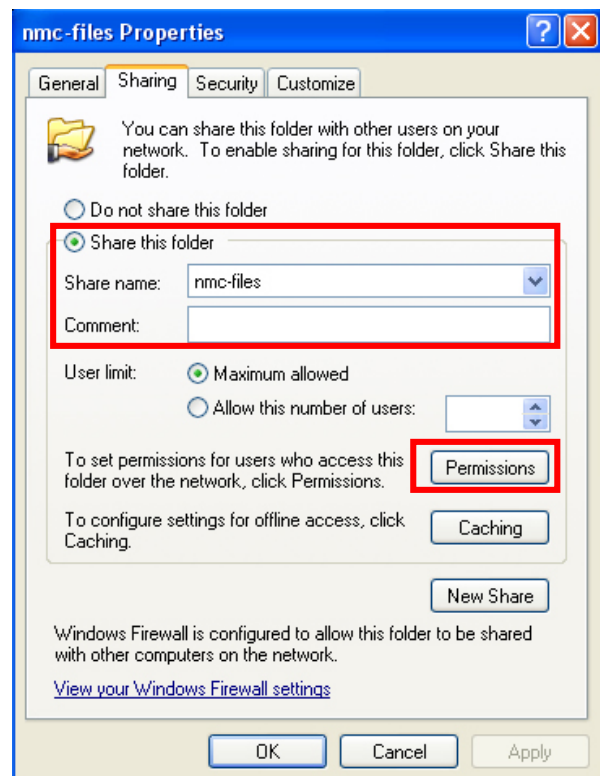 nmc-files Properties
General Sharing Security Customize
You can share this folder with other users on your
network. To enable sharing for this folder, click Share this
folder.
Do not share this folder
Share this folder
Share name: nmc-files
Comment:
User limit: Maximum allowed
Allow this number of users:
To set permissions for users who access this
folder over the network, click Permissions.
Permissions
To configure settings for offline access, click
Caching.
Caching
New Share
Windows Firewall is configured to allow this folder to be shared
with other computers on the network.
View your Windows Firewall settings
OK Cancel Apply